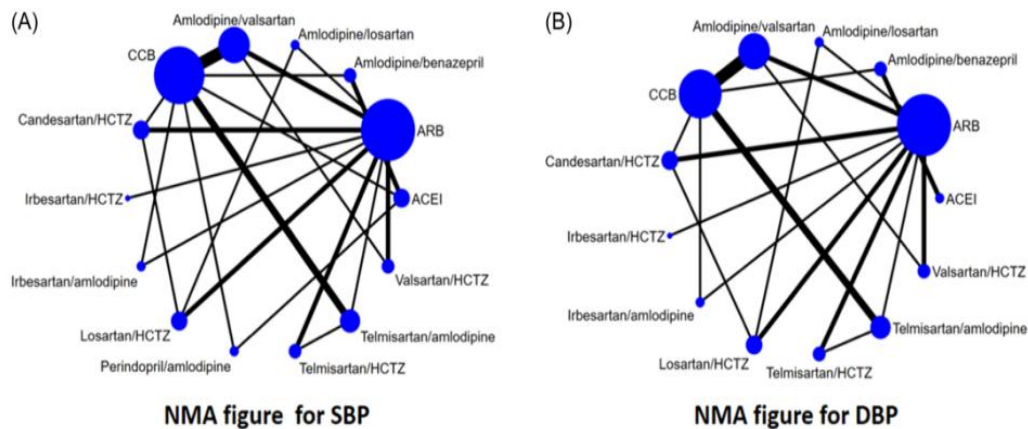 (A)
Amlodipine/valsartan
Amlodipine/losartan
CCB
Amlodipine/benazepril
Candesartan/HCTZ
ARB
Irbesartan/HCTZ
ACEI
Irbesartan/amlodipine
Valsartan/HCTZ
Losartan/HCTZ
Telmisartan/amlodipine
Perindopril/amlodipine
Telmisartan/HCTZ
NMA figure for SBP
(B)
Amlodipine/valsartan
Amlodipine/losartan
Amlodipine/benazepril
CCB
ARB
Candesartan/HCTZ
ACEI
Irbesartan/HCTZ
Valsartan/HCTZ
Irbesartan/amlodipine
Telmisartan/amlodipine
Losartan/HCTZ
Telmisartan/HCTZ
NMA figure for DBP